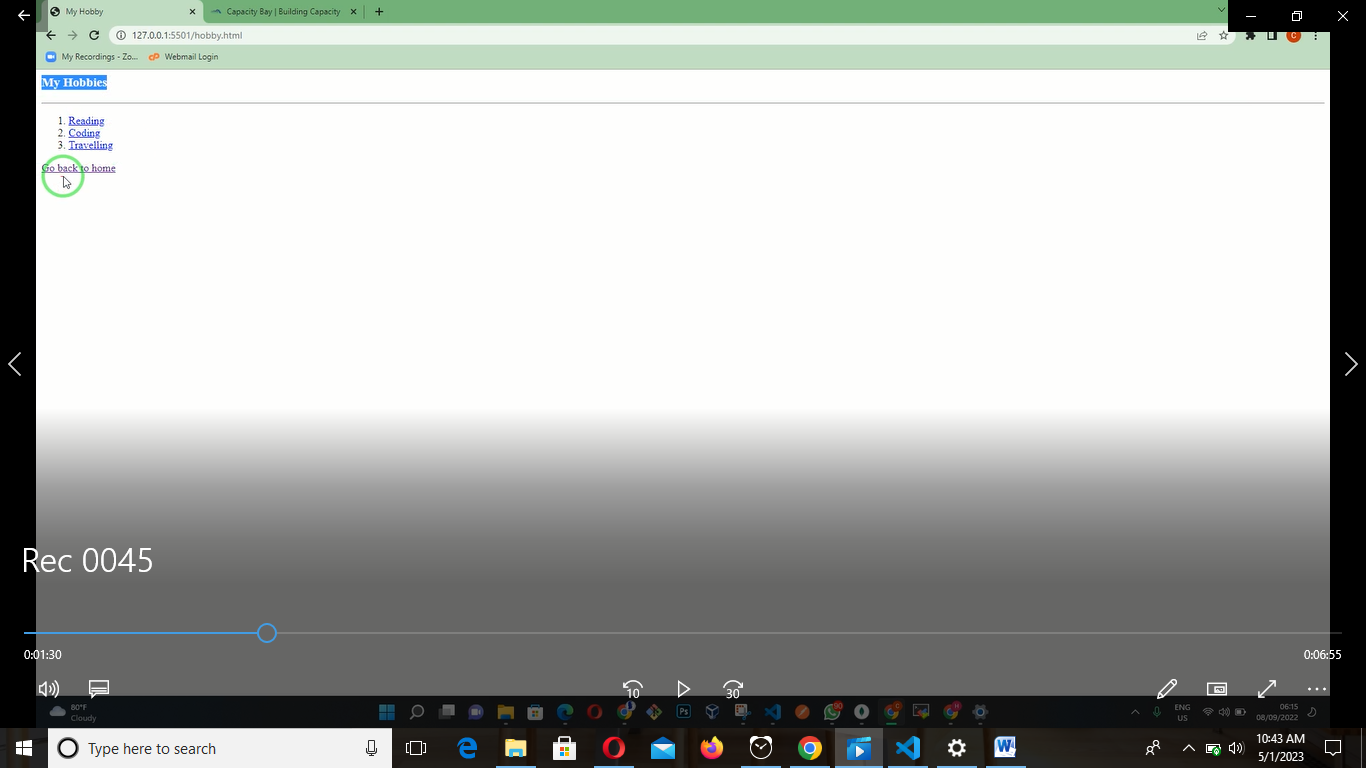 My Hobby
Capacity Bay | Building Capacity
127.0.0.1:5501/hobby.html
C
My Recordings - Zo...
Webmail Login
My Hobbies
1. Reading
2. Coding
3. Travelling
Go back to home
Rec 0045
0:01:30
0:06:55
10
30
80°F
Cloudy
Ps
ENG
US
06:15
08/09/2022
Type here to search
10:43 AM
5/1/2023